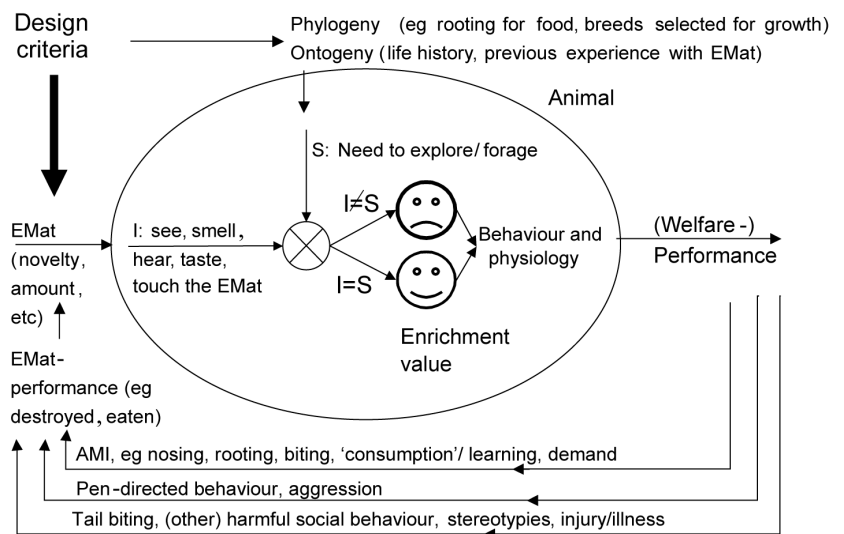 Design
criteria
Phylogeny (eg rooting for food, breeds selected for growth)
Ontogeny (life history, previous experience with EMat)
Animal
S: Need to explore/ forage
I≠S
I=S
EMat
(novelty,
amount,
etc)
I: see, smell,
hear, taste,
touch the EMat
Behaviour and
physiology
(Welfare -)
Performance
Enrichment
value
EMat-
performance (eg
destroyed, eaten)
AMI, eg nosing, rooting, biting, ‘consumption’/ learning, demand
Pen-directed behaviour, aggression
Tail biting, (other) harmful social behaviour, stereotypies, injury/illness